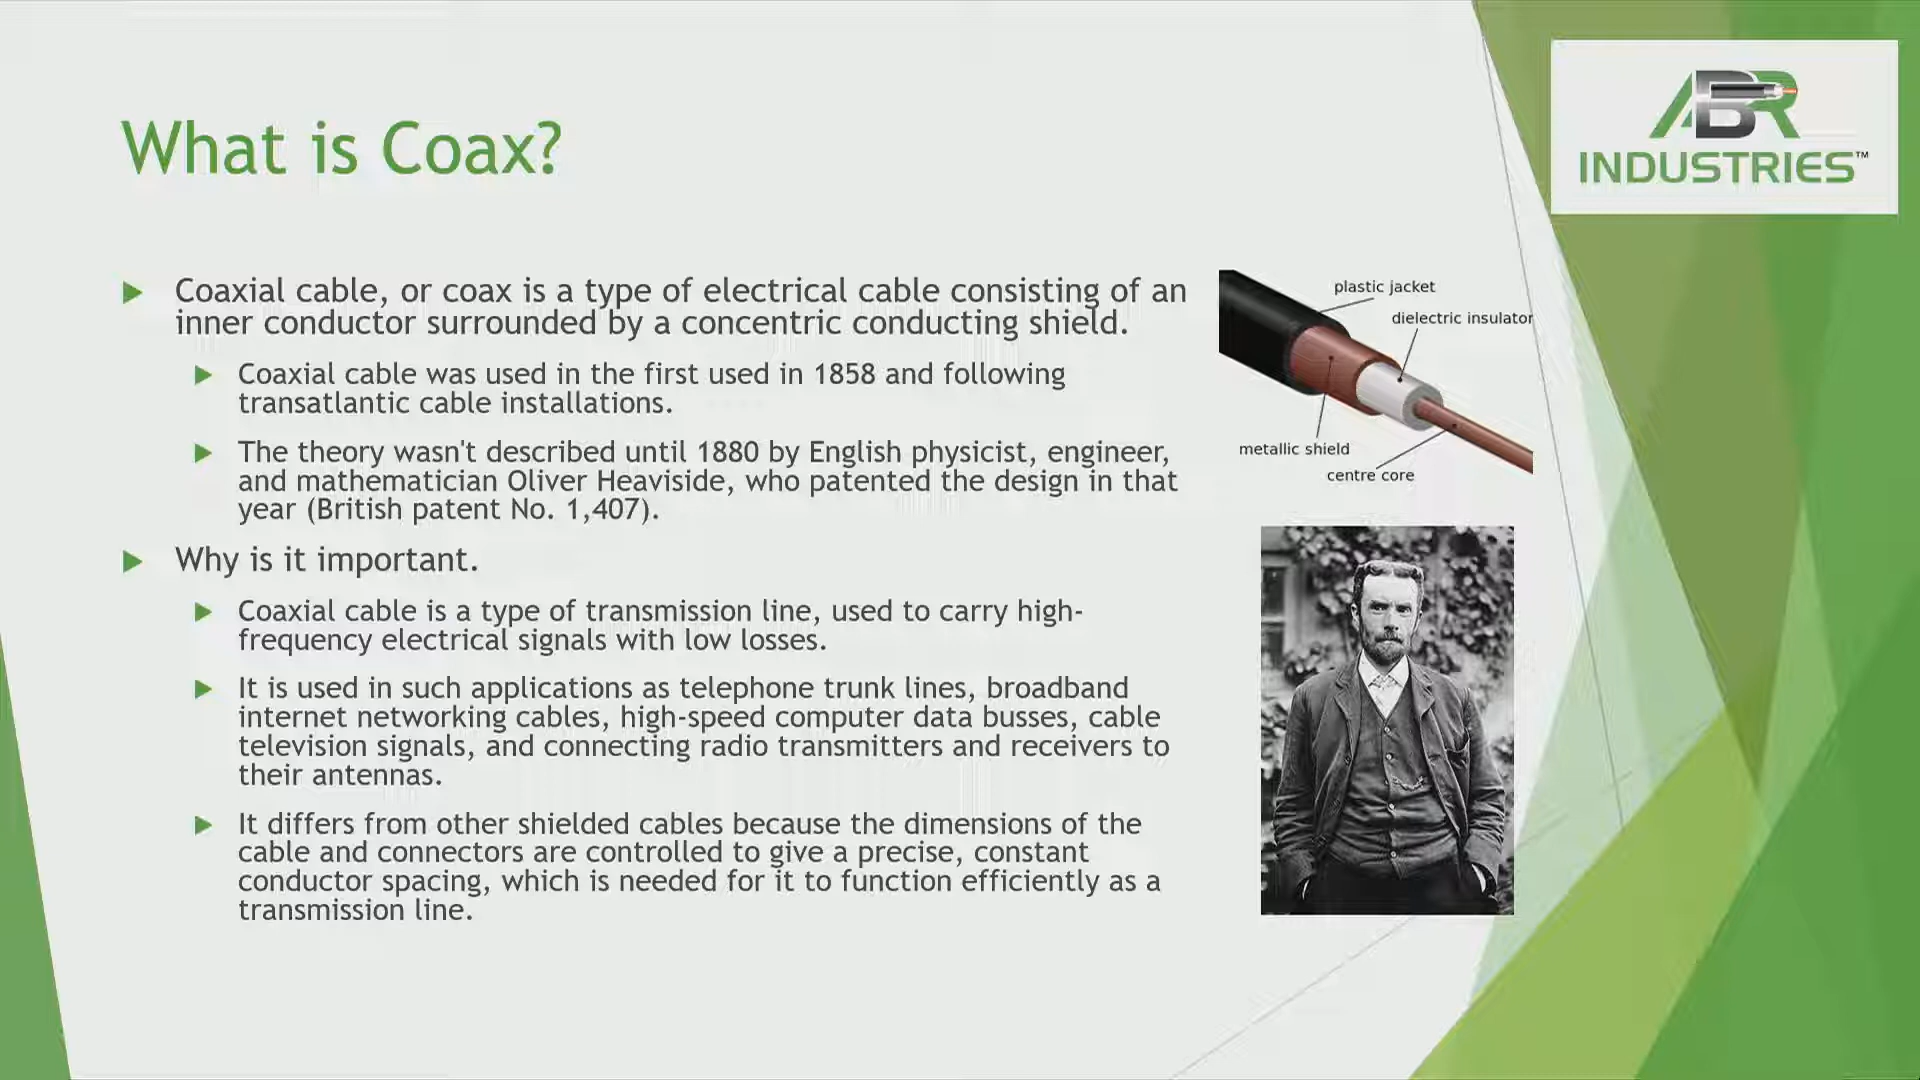 What is Coax?
ABR
INDUSTRIES™
Coaxial cable, or coax is a type of electrical cable consisting of an
inner conductor surrounded by a concentric conducting shield.
Coaxial cable was used in the first used in 1858 and following
transatlantic cable installations.
The theory wasn't described until 1880 by English physicist, engineer,
and mathematician Oliver Heaviside, who patented the design in that
year (British patent No. 1,407).
Why is it important.
Coaxial cable is a type of transmission line, used to carry high-
frequency electrical signals with low losses.
It is used in such applications as telephone trunk lines, broadband
internet networking cables, high-speed computer data busses, cable
television signals, and connecting radio transmitters and receivers to
their antennas.
It differs from other shielded cables because the dimensions of the
cable and connectors are controlled to give a precise, constant
conductor spacing, which is needed for it to function efficiently as a
transmission line.
plastic jacket
dielectric insulator
metallic shield
centre core